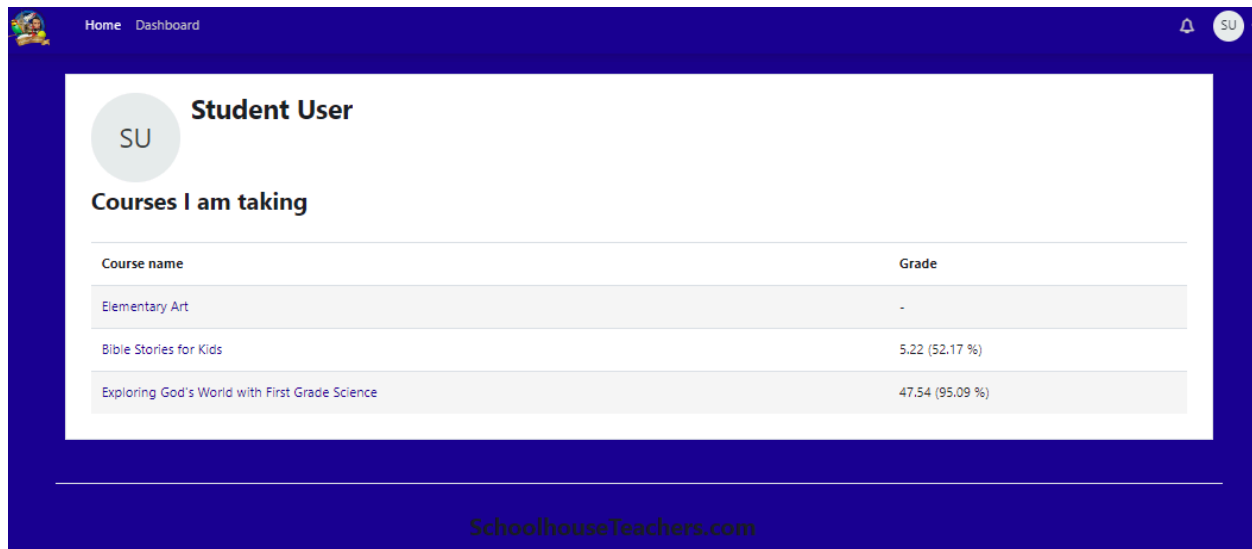 Home Dashboard SU
SU
Student User
Courses I am taking
Course name Grade
Elementary Art -
Bible Stories for Kids 5.22 (52.17 %)
Exploring God's World with First Grade Science 47.54 (95.09 %)
SchoolhouseTeachers.com